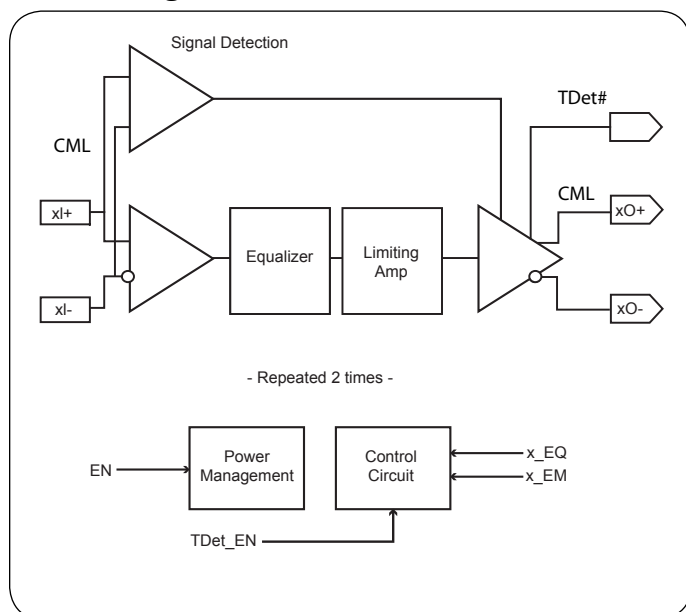 Signal Detection
TDet#
CML
CML
xI+
xO+
Equalizer
Limiting
Amp
xI-
xO-
- Repeated 2 times -
Power
Management
Control
Circuit
EN
x_EQ
x_EM
TDet_EN